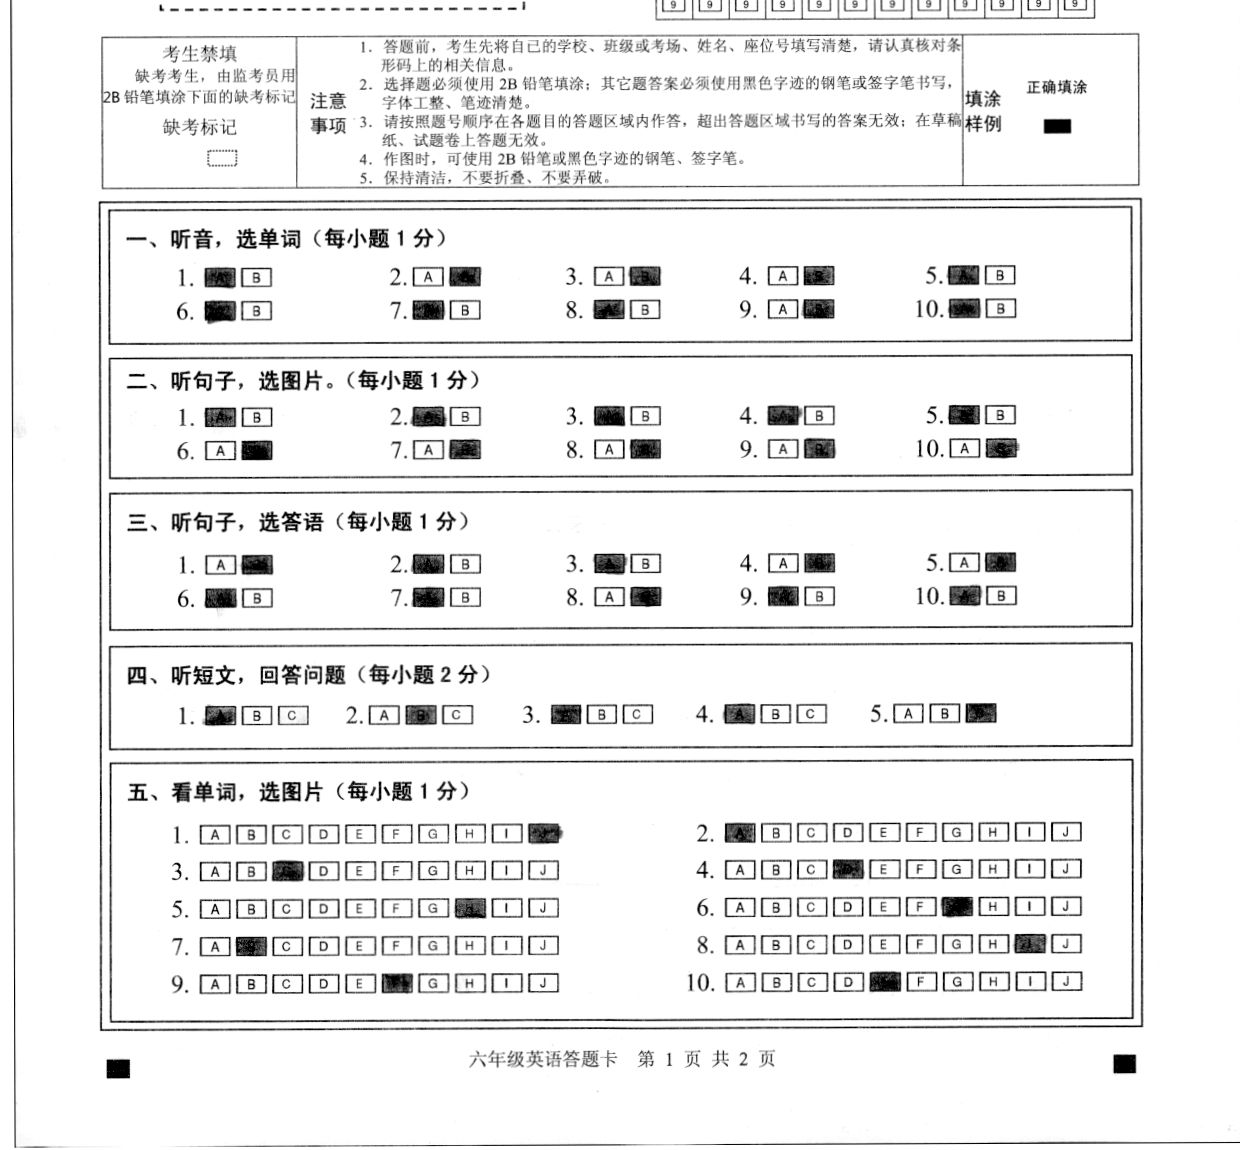 9 9 9 9 9 9 9 9 9 9 9 9
考生禁填
缺考考生，由监考员用
2B 铅笔填涂下面的缺考标记
缺考标记
注意
事项
1. 答题前，考生先将自己的学校、班级或考场、姓名、座位号填写清楚，请认真核对条
形码上的相关信息。
2. 选择题必须使用 2B 铅笔填涂；其它题答案必须使用黑色字迹的钢笔或签字笔书写，
字体工整、笔迹清楚。
3. 请按照题号顺序在各题目的答题区域内作答，超出答题区域书写的答案无效；在草稿
纸、试题卷上答题无效。
4. 作图时，可使用 2B 铅笔或黑色字迹的钢笔、签字笔。
5. 保持清洁，不要折叠、不要弄破。
填涂
样例
正确填涂
一、听音，选单词（每小题 1 分）
1. A B 2. A 3. A B 4. A B 5. A B
6. B 7. B 8. A B 9. A B 10. A B
二、听句子，选图片。（每小题 1 分）
1. A B 2. A B 3. B 4. A B 5. B
6. A 7. A B 8. A 9. A B 10. A B
三、听句子，选答语（每小题 1 分）
1. A 2. A B 3. A B 4. A B 5. A B
6. A B 7. A B 8. A 9. A B 10. A B
四、听短文，回答问题（每小题 2 分）
1. A B C 2. A B C 3. A B C 4. A B C 5. A B
五、看单词，选图片（每小题 1 分）
1. A B C D E F G H I J 2. A B C D E F G H I J
3. A B C D E F G H I J 4. A B C D E F G H I J
5. A B C D E F G I J 6. A B C D E F H I J
7. A C D E F G H I J 8. A B C D E F G H J
9. A B C D E F G H I J 10. A B C D F G H I J
六年级英语答题卡 第 1 页 共 2 页